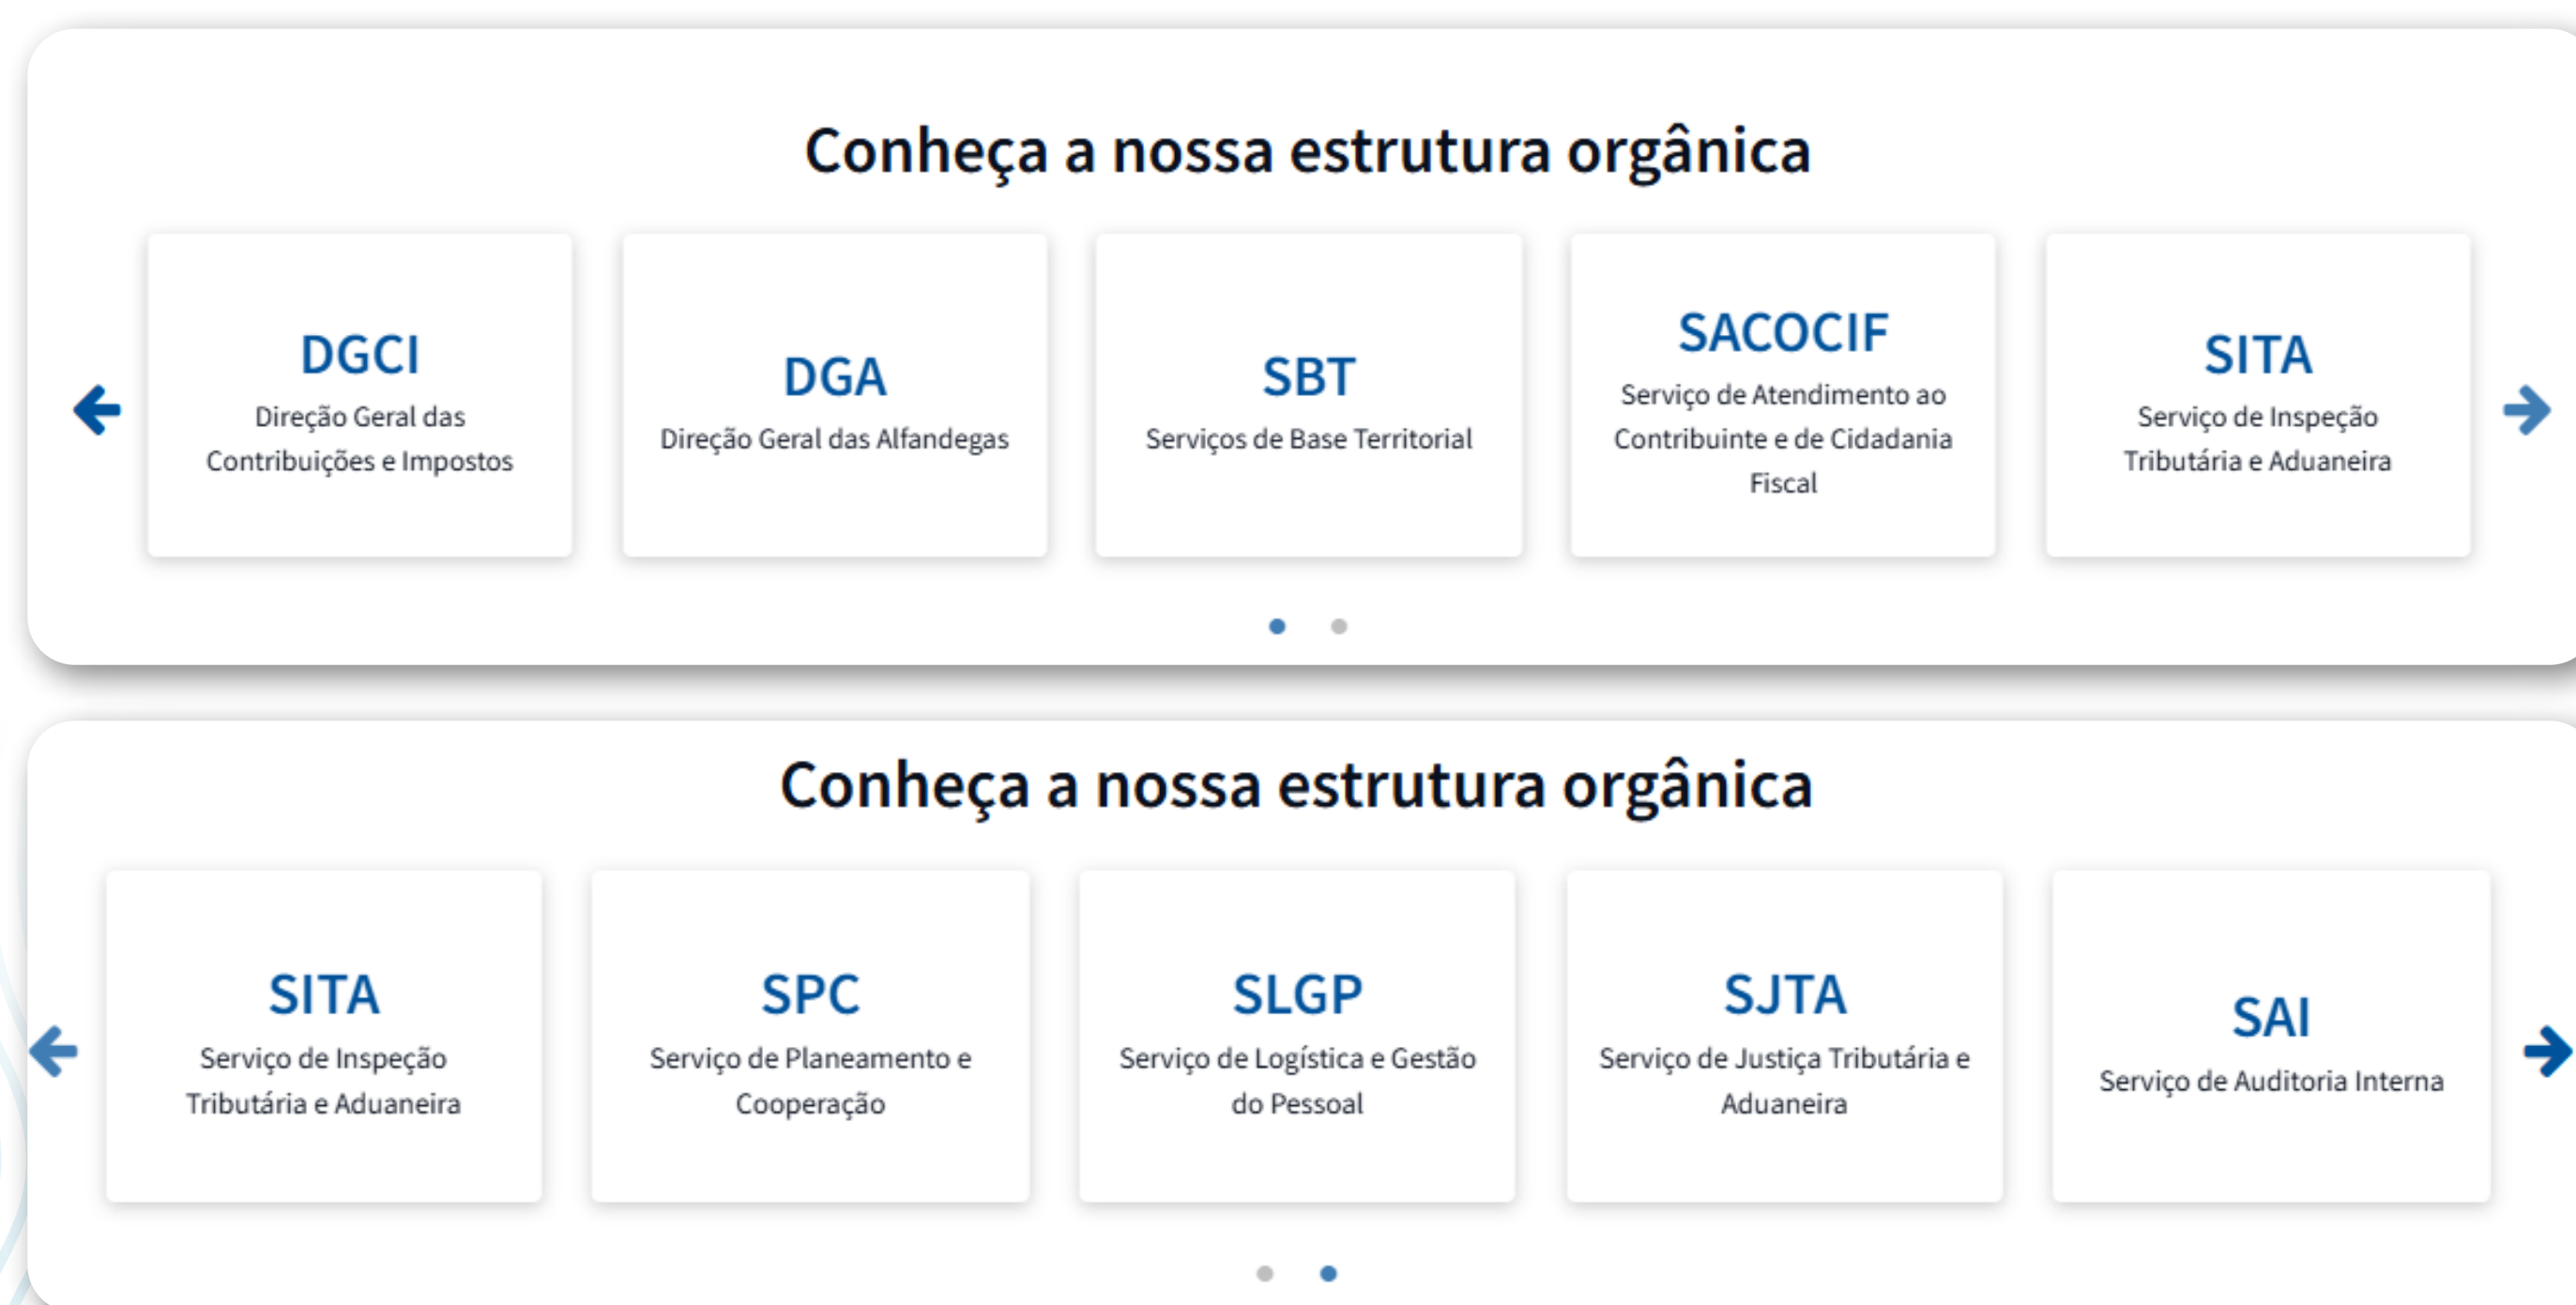 Conheça a nossa estrutura orgânica
DGCI
Direção Geral das
Contribuições e Impostos
DGA
Direção Geral das Alfandegas
SBT
Serviços de Base Territorial
SACOCIF
Serviço de Atendimento ao
Contribuinte e de Cidadania
Fiscal
SITA
Serviço de Inspeção
Tributária e Aduaneira
Conheça a nossa estrutura orgânica
SITA
Serviço de Inspeção
Tributária e Aduaneira
SPC
Serviço de Planeamento e
Cooperação
SLGP
Serviço de Logística e Gestão
do Pessoal
SJTA
Serviço de Justiça Tributária e
Aduaneira
SAI
Serviço de Auditoria Interna